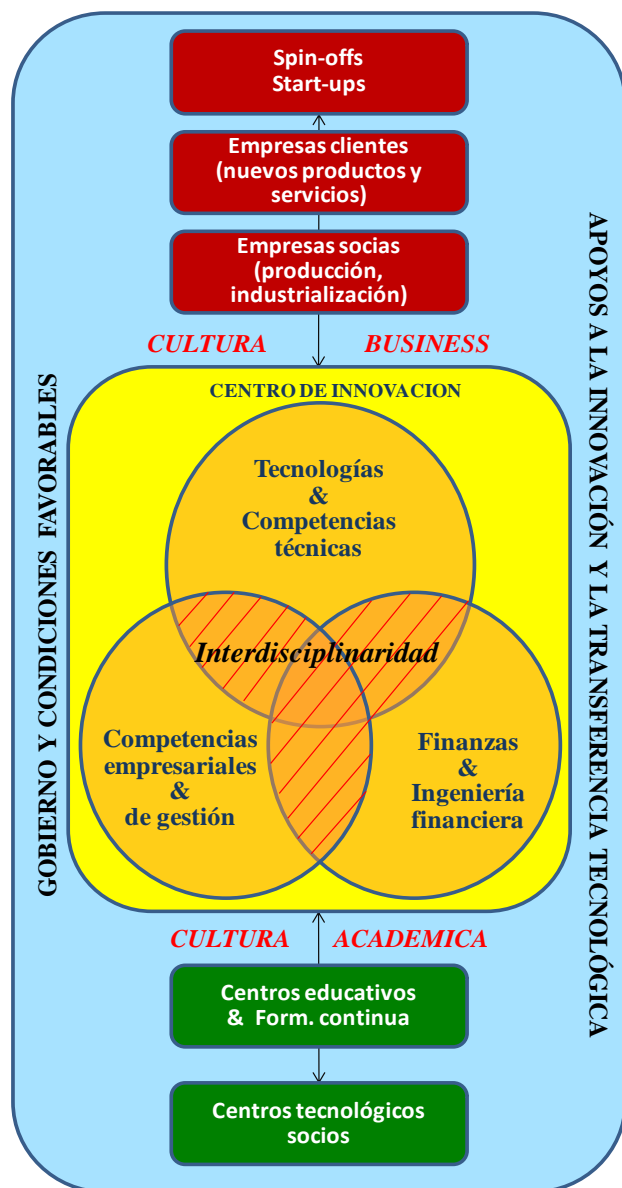 Spin-offs
Start-ups
Empresas clientes
(nuevos productos y
servicios)
Empresas socias
(producción,
industrialización)
CULTURA BUSINESS
GOBIERNO Y CONDICIONES FAVORABLES
APOYOS A LA INNOVACIÓN Y LA TRANSFERENCIA TECNOLÓGICA
CENTRO DE INNOVACION
Tecnologías
&
Competencias
técnicas
Interdisciplinaridad
Competencias
empresariales
&
de gestión
Finanzas
&
Ingeniería
financiera
CULTURA ACADEMICA
Centros educativos
& Form. continua
Centros tecnológicos
socios